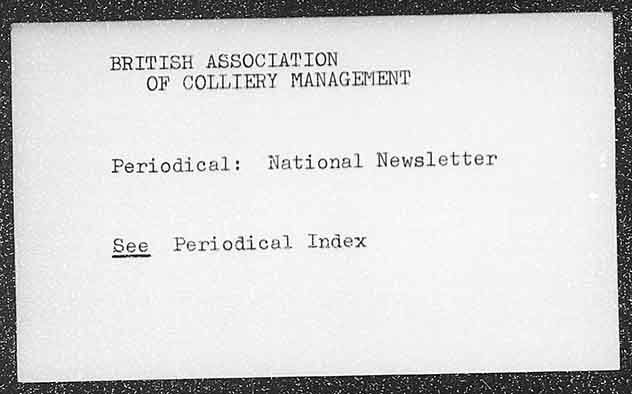 BRITISH ASSOCIATION
OF COLLIERY MANAGEMENT
Periodical: National Newsletter
See Periodical Index